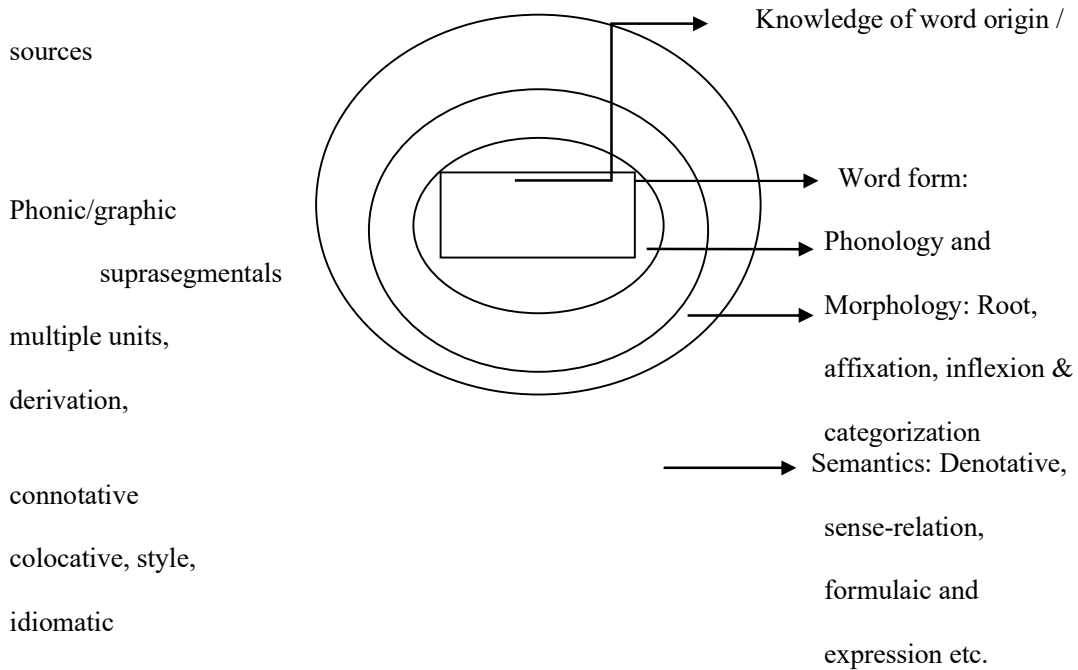 Knowledge of word origin /
sources
Word form:
Phonic/graphic
Phonology and
suprasegmentals
Morphology: Root,
multiple units,
affixation, inflexion &
derivation,
categorization
Semantics: Denotative,
connotative
sense-relation,
colocative, style,
formulaic and
idiomatic
expression etc.